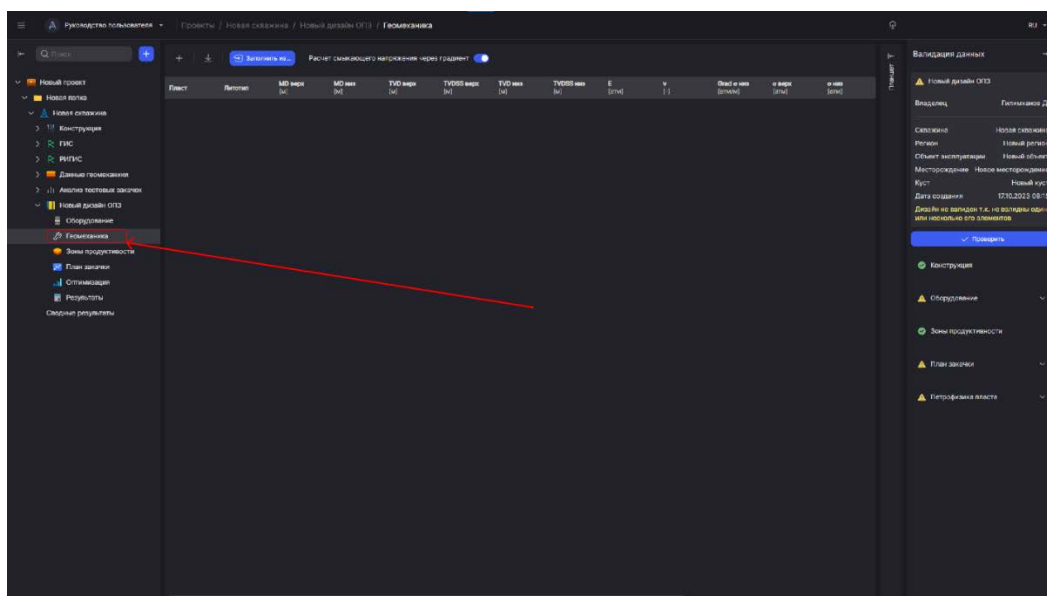 Руководство пользователя
Проекты / Новая скважина / Новый дизайн ОПЗ / Геомеханика
RU
Поиск
Заполнить из...
Расчет смыкающего напряжения через градиент
Валидация данных
Планшет
Новый проект
Новая папка
Новая скважина
Конструкция
ГИС
РИГИС
Данные геомеханики
Анализ тестовых закачек
Новый дизайн ОПЗ
Оборудование
Геомеханика
Зоны продуктивности
План закачки
Оптимизация
Результаты
Сводные результаты
Пласт
Литотип
MD верх [м]
MD низ [м]
TVD верх [м]
TVDSS верх [м]
TVD низ [м]
TVDSS низ [м]
E
ν [-]
σ верх [атм]
σ низ [атм]
Новый дизайн ОПЗ
Владелец
Скважина Новая скважина
Регион Новый регион
Объект эксплуатации Новый объект
Месторождение Новое месторождение
Куст Новый куст
Дата создания 17.10.2023
Дизайн не валиден т.к. не валидны один
или несколько его элементов
Проверить
Конструкция
Оборудование
Зоны продуктивности
План закачки
Петрофизика пласта